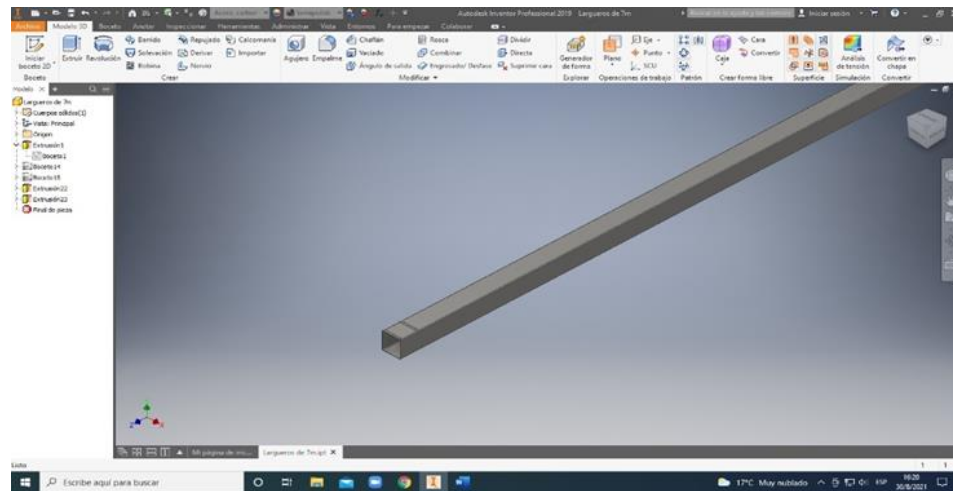 Autodesk Inventor Professional 2019 Largueros de 7m
Iniciar sesión
Archivo Modelo 3D Boceto Anotar Inspeccionar Herramientas Administrar Vista Entornos Para empezar Colaborar
Barrido Repujado Calcomanía Chaflán Rosca Dividir Eje Cara
Solevación Derivar Importar Vaciado Combinar Directa Punto Convertir
Bobina Nervio Ángulo de salida Engrosado/ Desfase Suprimir cara SCU
Iniciar boceto 2D Extruir Revolución Agujero Empalme Generador de forma Plano Caja Análisis de tensión Convertir en chapa
Boceto Crear Modificar Explorar Operaciones de trabajo Patrón Crear forma libre Superficie Simulación Convertir
Modelo
Largueros de 7m
Cuerpos sólidos(1)
Vista: Principal
Origen
Extrusión1
Boceto1
Boceto14
Boceto15
Extrusión22
Extrusión23
Final de pieza
Mi página de inic... Largueros de 7m.ipt
Listo
1 1
Escribe aquí para buscar
17°C Muy nublado
ESP
16:20
30/8/2021